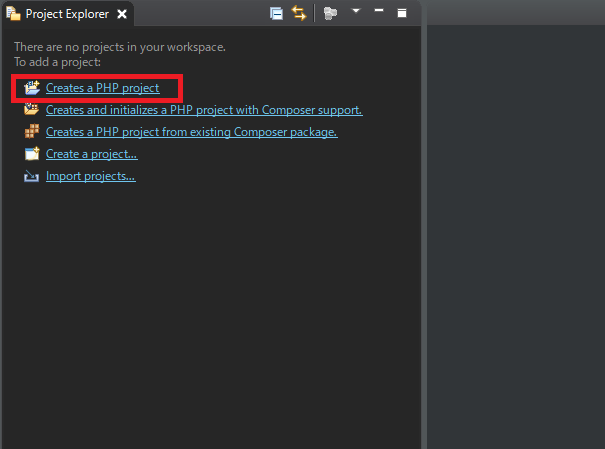 Project Explorer
There are no projects in your workspace.
To add a project:
Creates a PHP project
Creates and initializes a PHP project with Composer support.
Creates a PHP project from existing Composer package.
Create a project...
Import projects...